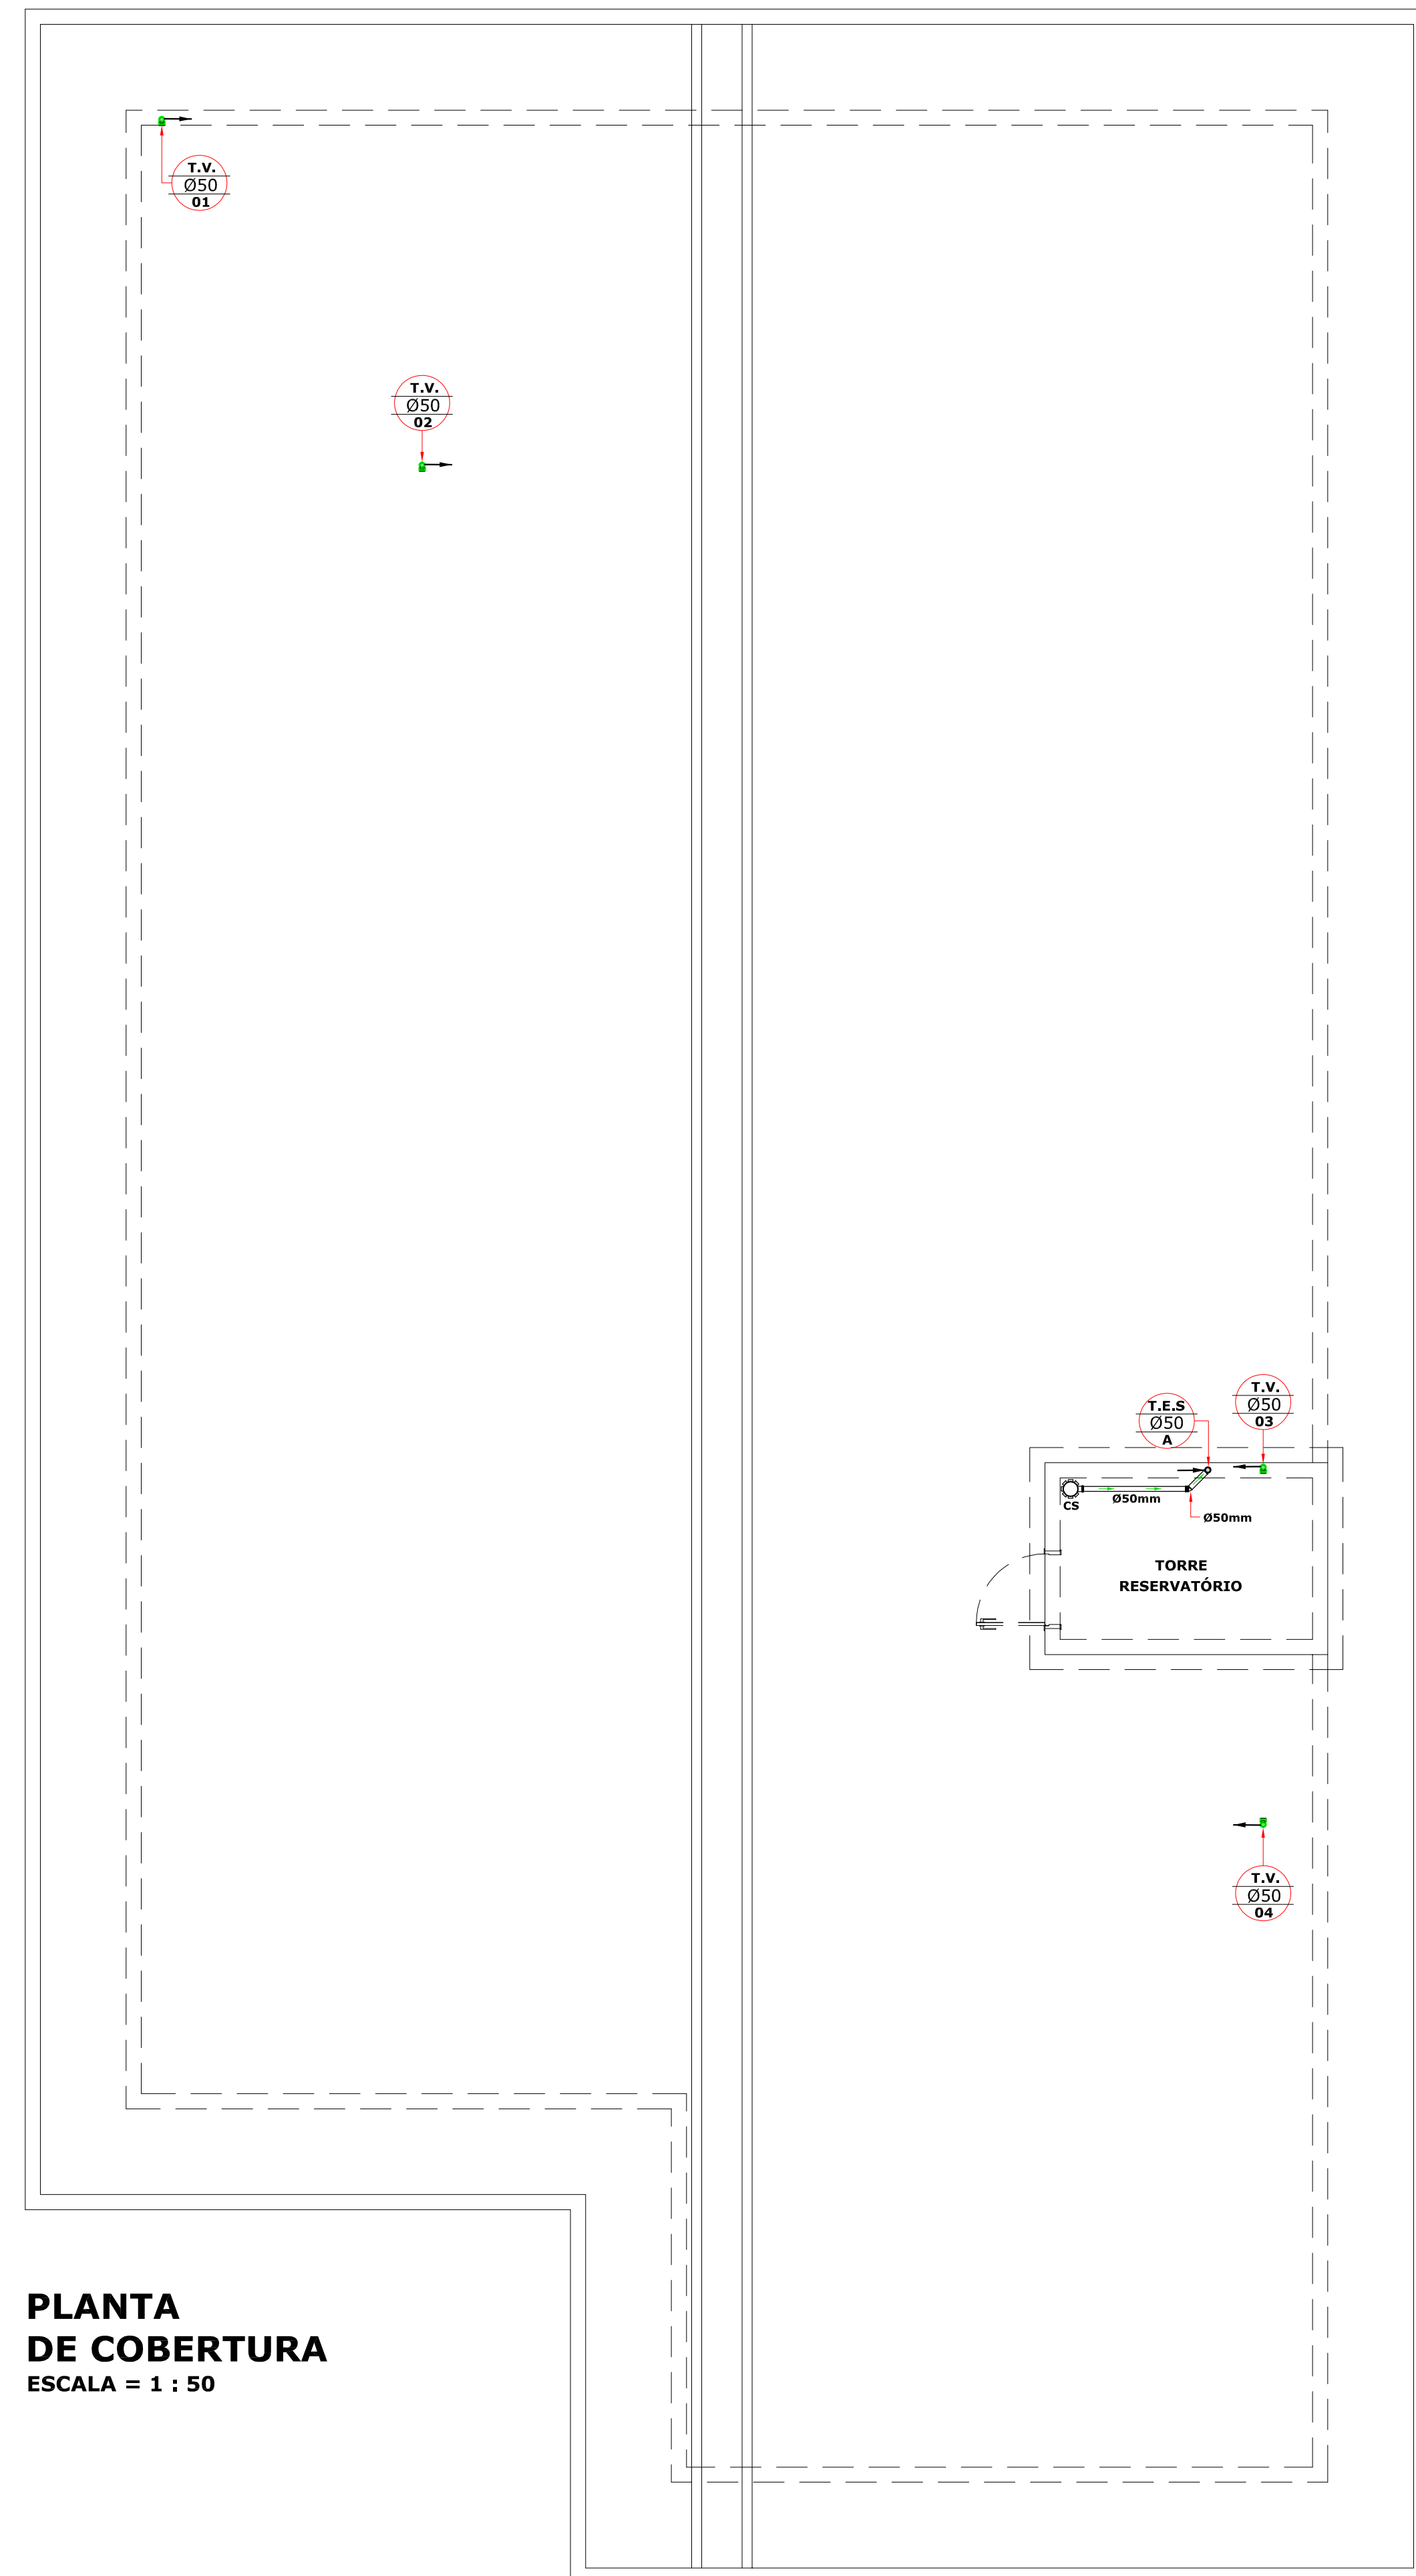 T.V.
Ø50
01
T.V.
Ø50
02
T.V.
Ø50
03
T.E.S
Ø50
A
Ø50mm
CS
Ø50mm
TORRE
RESERVATÓRIO
T.V.
Ø50
04
PLANTA
DE COBERTURA
ESCALA = 1 : 50